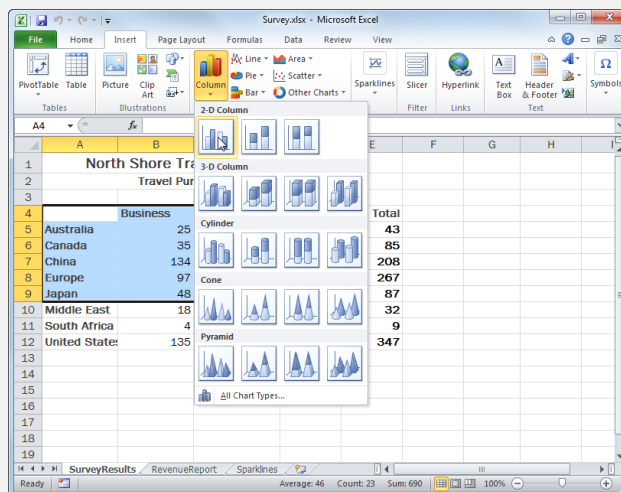 Survey.xlsx - Microsoft Excel
File Home Insert Page Layout Formulas Data Review View
PivotTable Table Picture Clip Art Column Line Area Pie Scatter Bar Other Charts Sparklines Slicer Hyperlink Text Box Header & Footer Symbols
Tables Illustrations Filter Links Text
A4 fx
2-D Column
3-D Column
Cylinder
Cone
Pyramid
All Chart Types...
A B E F G H
1 North Shore Tra
2 Travel Pur
3
4 Business Total
5 Australia 25 43
6 Canada 35 85
7 China 134 208
8 Europe 97 267
9 Japan 48 87
10 Middle East 18 32
11 South Africa 4 9
12 United State 135 347
13
14
15
16
17
18
19
SurveyResults RevenueReport Sparklines
Ready Average: 46 Count: 23 Sum: 690 100%